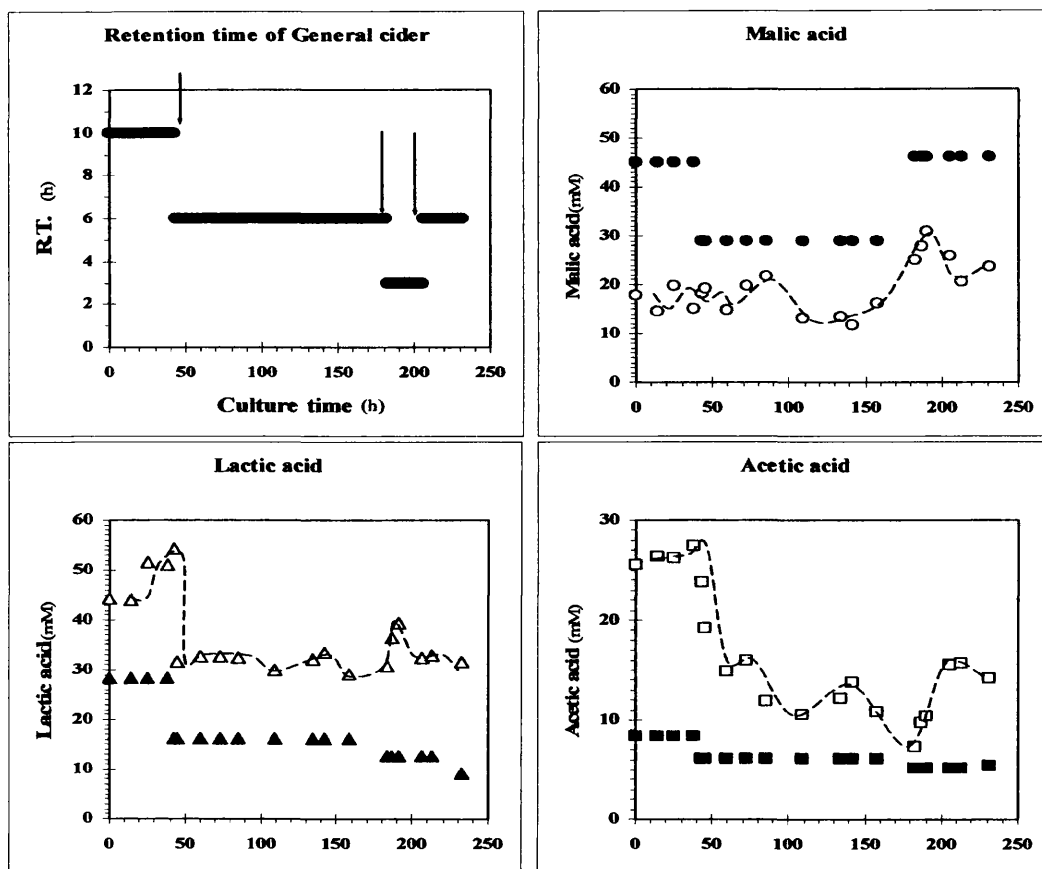 Retention time of General cider
12
10
8
6
4
2
0
R.T. (h)
0 50 100 150 200 250
Culture time (h)
Malic acid
60
50
40
30
20
10
0
Malic acid(mM)
0 50 100 150 200 250
Lactic acid
60
50
40
30
20
10
0
Lactic acid(mM)
0 50 100 150 200 250
Acetic acid
30
20
10
0
Acetic acid (mM)
0 50 100 150 200 250